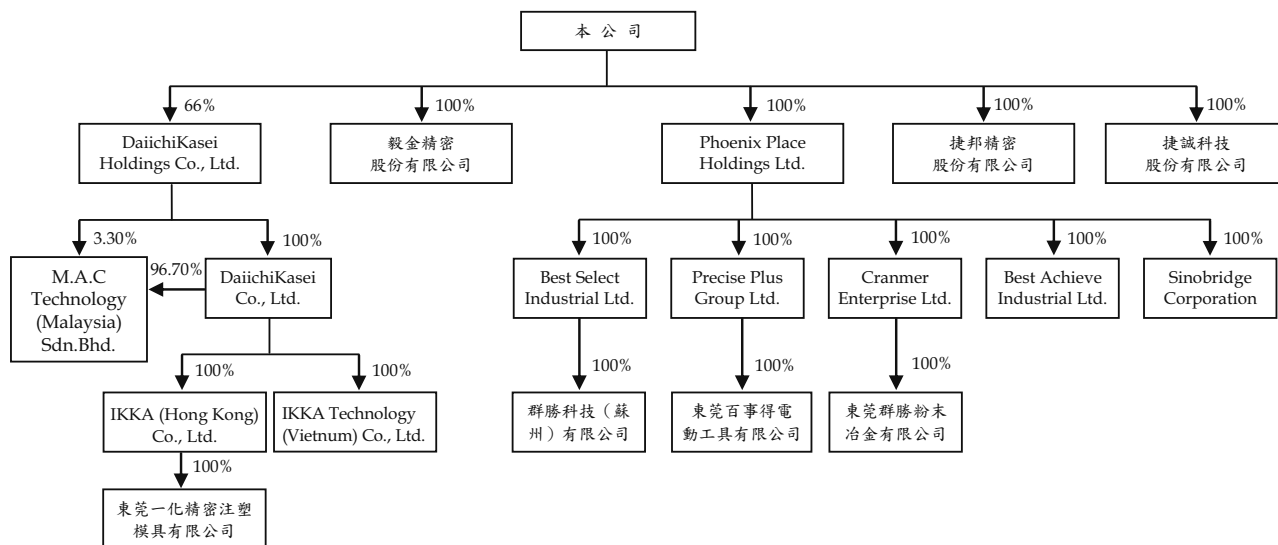 本 公 司
66%
100%
100%
100%
100%
DaiichiKasei
Holdings Co., Ltd.
毅金精密
股份有限公司
Phoenix Place
Holdings Ltd.
捷邦精密
股份有限公司
捷誠科技
股份有限公司
3.30%
100%
100%
100%
100%
100%
100%
M.A.C
Technology
(Malaysia)
Sdn.Bhd.
96.70%
DaiichiKasei
Co., Ltd.
Best Select
Industrial Ltd.
Precise Plus
Group Ltd.
Cranmer
Enterprise Ltd.
Best Achieve
Industrial Ltd.
Sinobridge
Corporation
100%
100%
100%
100%
100%
IKKA (Hong Kong)
Co., Ltd.
IKKA Technology
(Vietnum) Co., Ltd.
群勝科技（蘇
州）有限公司
東莞百事得電
動工具有限公司
東莞群勝粉末
冶金有限公司
100%
東莞一化精密注塑
模具有限公司